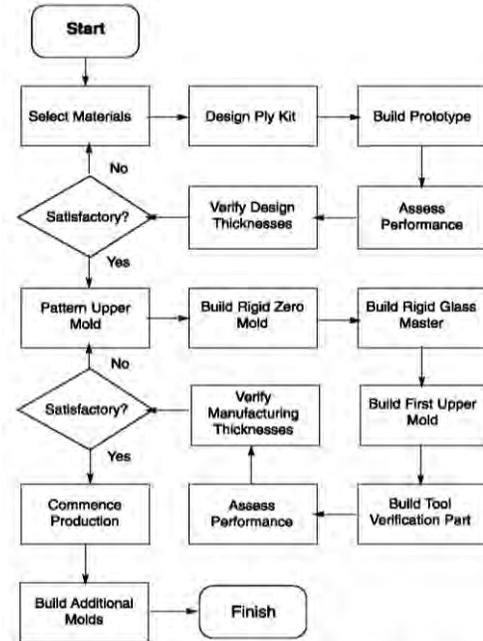 Start
Select Materials
Design Ply Kit
Build Prototype
No
Satisfactory?
Verify Design
Thicknesses
Assess
Performance
Yes
Pattern Upper
Mold
Build Rigid Zero
Mold
Build Rigid Glass
Master
No
Satisfactory?
Verify
Manufacturing
Thicknesses
Build First Upper
Mold
Yes
Commence
Production
Assess
Performance
Build Tool
Verification Part
Build Additional
Molds
Finish